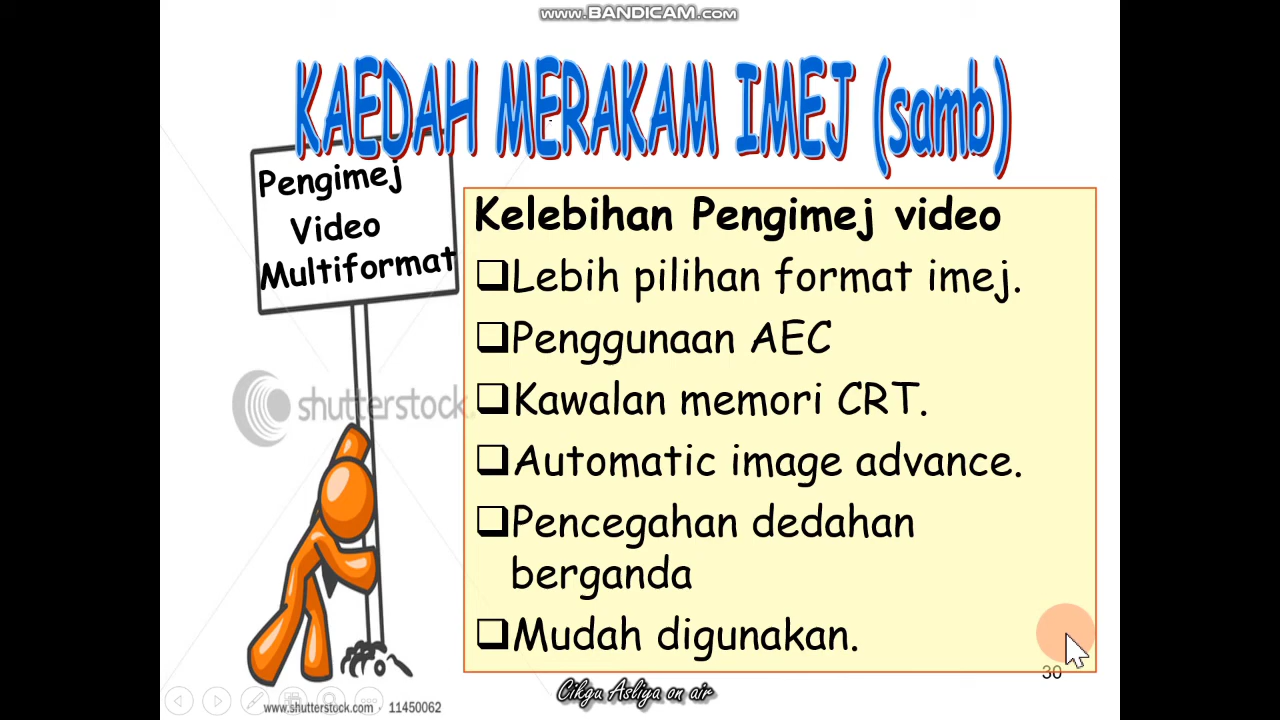 www.BANDICAM.com
KAEDAH MERAKAM IMEJ (samb)
Pengimej
Video
Multiformat
Kelebihan Pengimej video
Lebih pilihan format imej.
Penggunaan AEC
Kawalan memori CRT.
Automatic image advance.
Pencegahan dedahan
berganda
Mudah digunakan.
shutterstock
30
Cikgu Asliya on air
www.shutterstock.com · 11450062